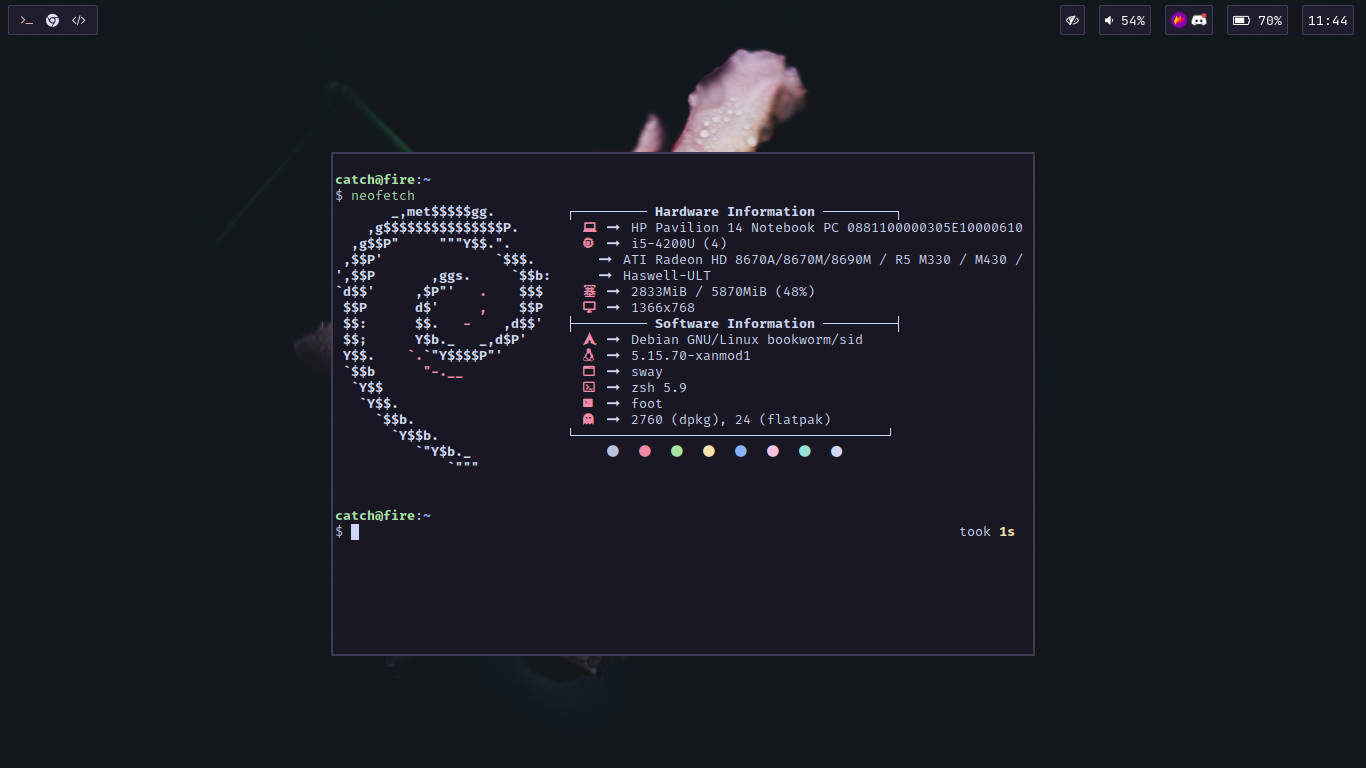 54%
70%
11:44
catch@fire:~
$ neofetch
_,met$$$$$gg.
,g$$$$$$$$$$$$$$$P.
,g$$P"     """Y$$.".
,$$P'              `$$$.
',$$P       ,ggs.     `$$b:
`d$$'     ,$P"'   .    $$$
$$P      d$'     ,    $$P
$$:      $$.   -    ,d$$'
$$;      Y$b._   _,d$P'
Y$$.    `.`"Y$$$$P"'
`$$b      "-.__
`Y$$
`Y$$.
`$$b.
`Y$$b.
`"Y$b._
`"""
Hardware Information
HP Pavilion 14 Notebook PC 0881100000305E10000610
i5-4200U (4)
ATI Radeon HD 8670A/8670M/8690M / R5 M330 / M430 /
Haswell-ULT
2833MiB / 5870MiB (48%)
1366x768
Software Information
Debian GNU/Linux bookworm/sid
5.15.70-xanmod1
sway
zsh 5.9
foot
2760 (dpkg), 24 (flatpak)
catch@fire:~
$
took 1s